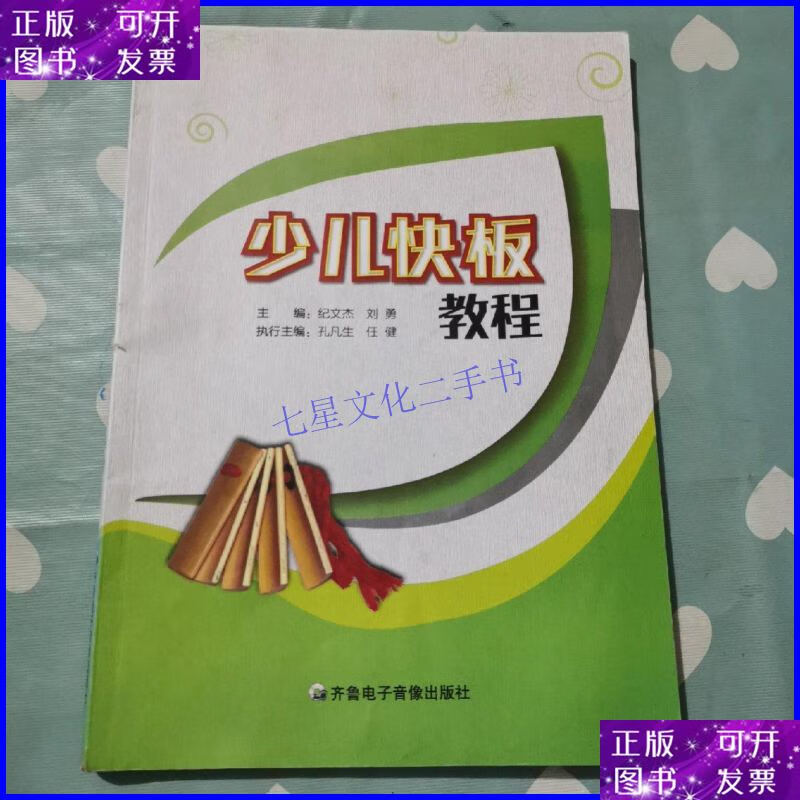 正版 可开
图书 发票
少儿快板
教程
主 编：纪文杰 刘 勇
执行主编：孔凡生 任 健
七星文化二手书
齐鲁电子音像出版社
正版 可开
图书 发票